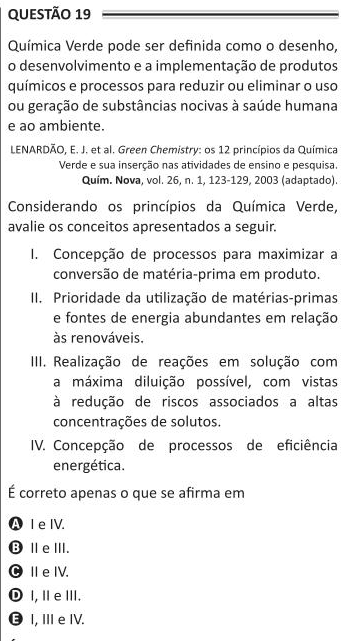 QUESTÃO 19
Química Verde pode ser definida como o desenho,
o desenvolvimento e a implementação de produtos
químicos e processos para reduzir ou eliminar o uso
ou geração de substâncias nocivas à saúde humana
e ao ambiente.
LENARDÃO, E. J. et al. Green Chemistry: os 12 princípios da Química
Verde e sua inserção nas atividades de ensino e pesquisa.
Quím. Nova, vol. 26, n. 1, 123-129, 2003 (adaptado).
Considerando os princípios da Química Verde,
avalie os conceitos apresentados a seguir.
I. Concepção de processos para maximizar a
conversão de matéria-prima em produto.
II. Prioridade da utilização de matérias-primas
e fontes de energia abundantes em relação
às renováveis.
III. Realização de reações em solução com
a máxima diluição possível, com vistas
à redução de riscos associados a altas
concentrações de solutos.
IV. Concepção de processos de eficiência
energética.
É correto apenas o que se afirma em
A I e IV.
B II e III.
C II e IV.
D I, II e III.
E I, III e IV.